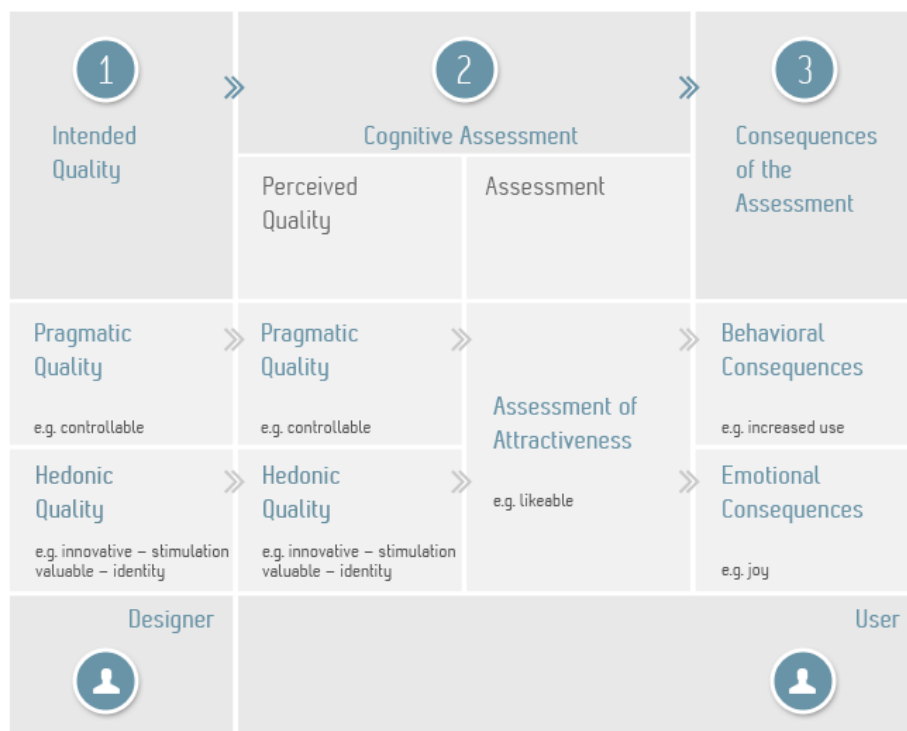 1
Intended
Quality
2
Cognitive Assessment
3
Consequences
of the
Assessment
Perceived
Quality
Assessment
Pragmatic
Quality
e.g. controllable
Pragmatic
Quality
e.g. controllable
Assessment of
Attractiveness
e.g. likeable
Behavioral
Consequences
e.g. increased use
Hedonic
Quality
e.g. innovative – stimulation
valuable – identity
Hedonic
Quality
e.g. innovative – stimulation
valuable – identity
Emotional
Consequences
e.g. joy
Designer
User